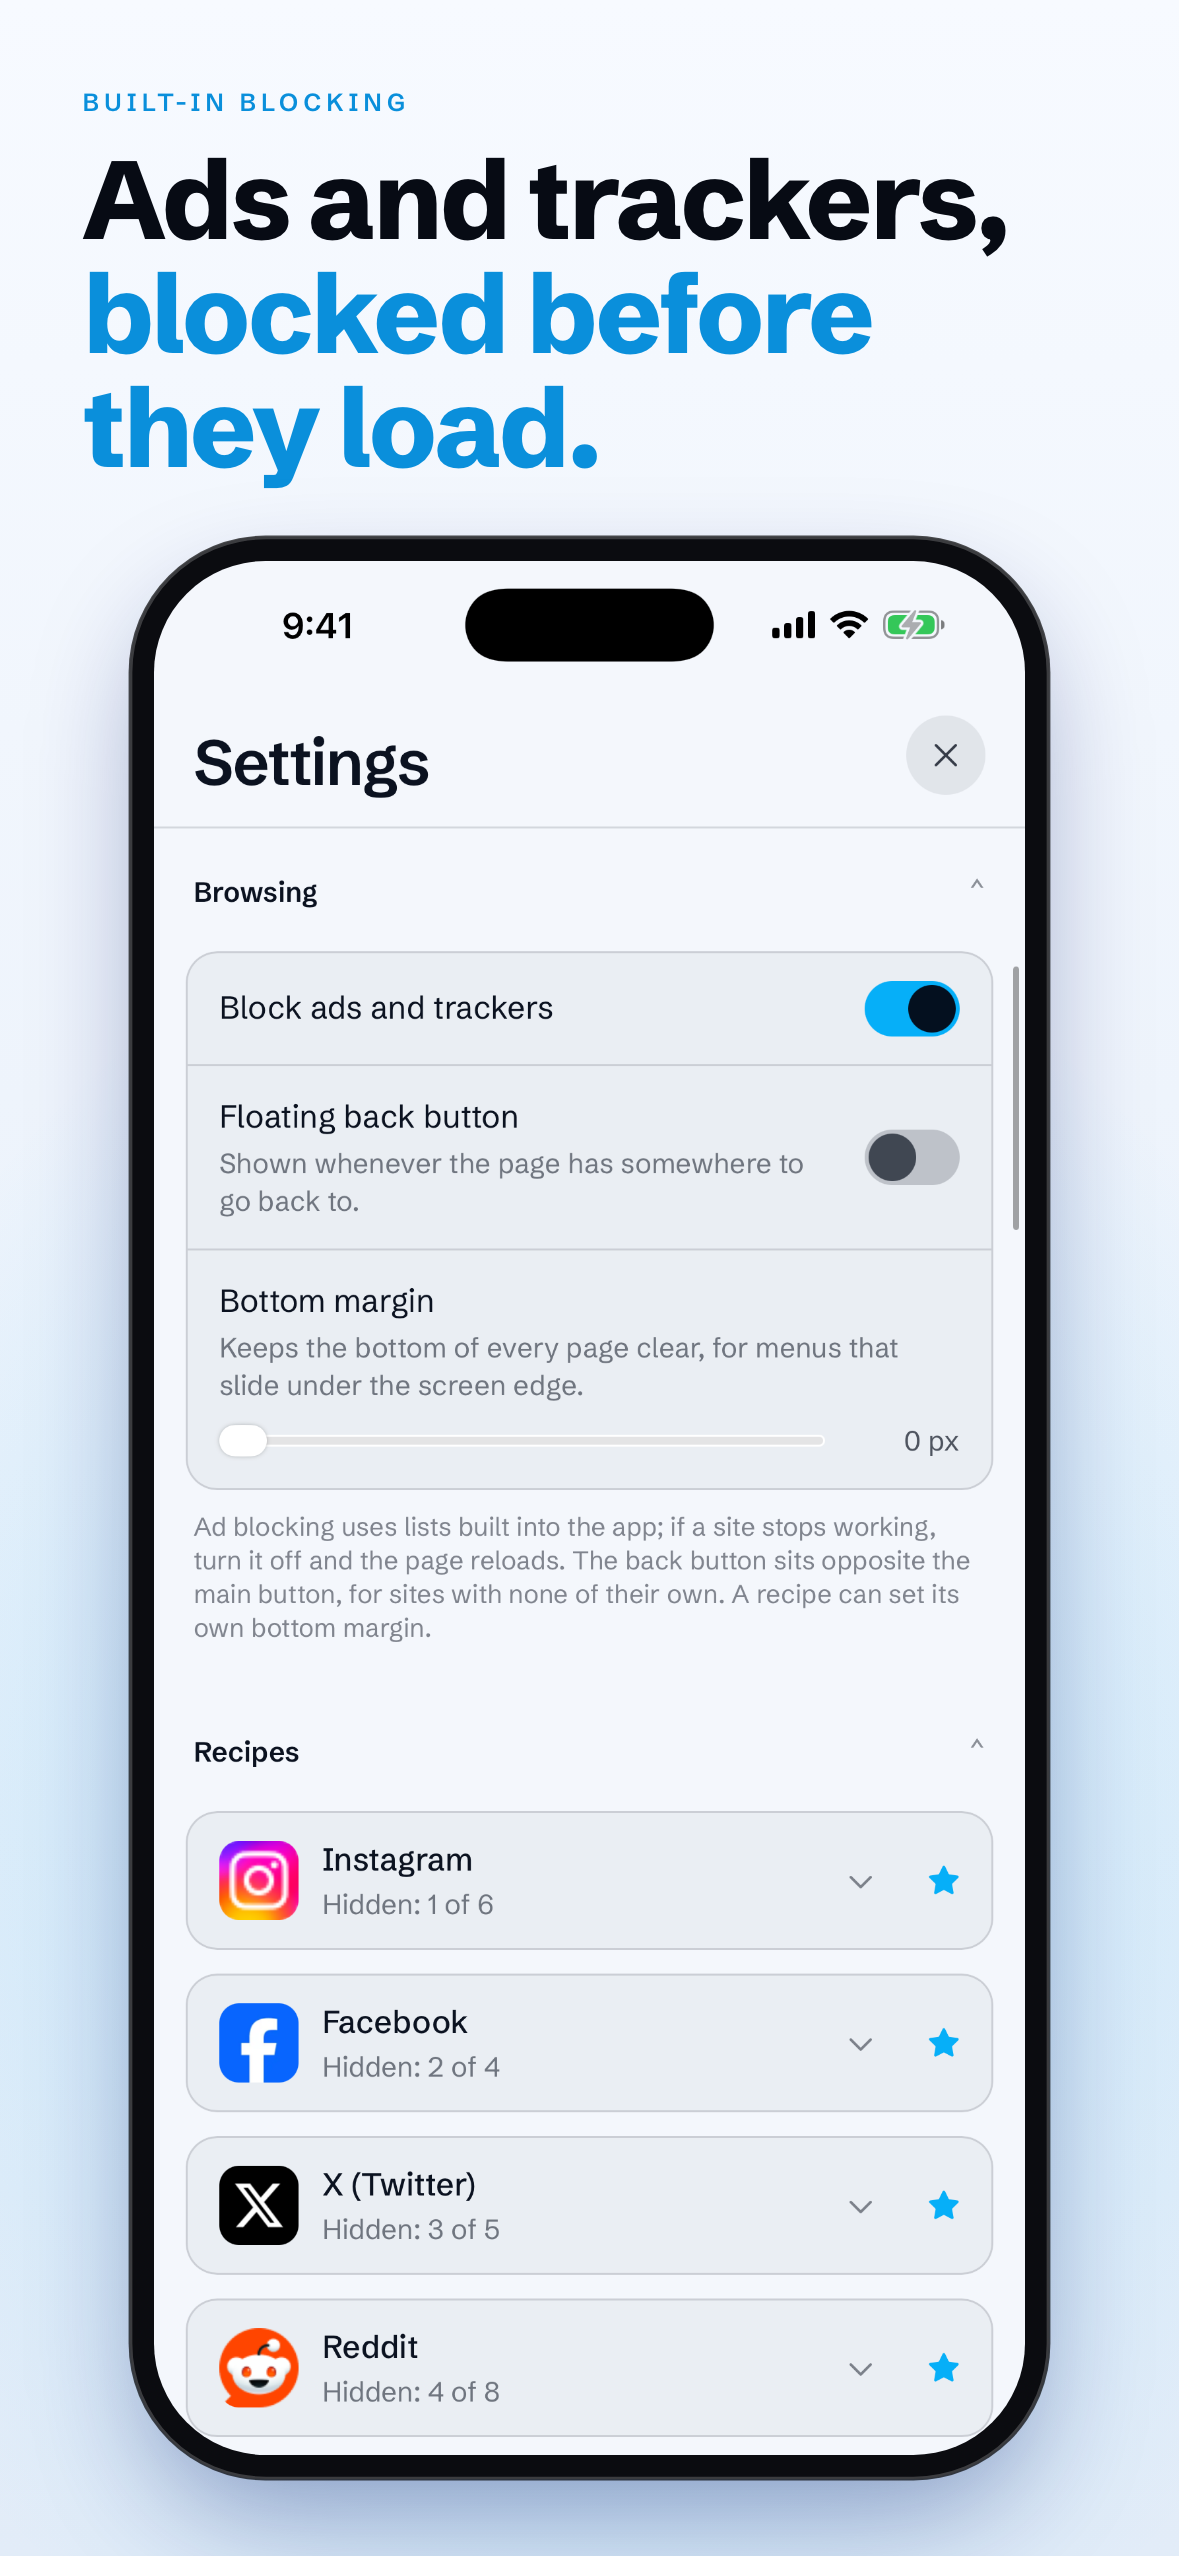 BUILT-IN BLOCKING
Ads and trackers,
blocked before
they load.
9:41
Settings
Browsing
Block ads and trackers
Floating back button
Shown whenever the page has somewhere to
go back to.
Bottom margin
Keeps the bottom of every page clear, for menus that
slide under the screen edge.
0 px
Ad blocking uses lists built into the app; if a site stops working,
turn it off and the page reloads. The back button sits opposite the
main button, for sites with none of their own. A recipe can set its
own bottom margin.
Recipes
Instagram
Hidden: 1 of 6
Facebook
Hidden: 2 of 4
X (Twitter)
Hidden: 3 of 5
Reddit
Hidden: 4 of 8